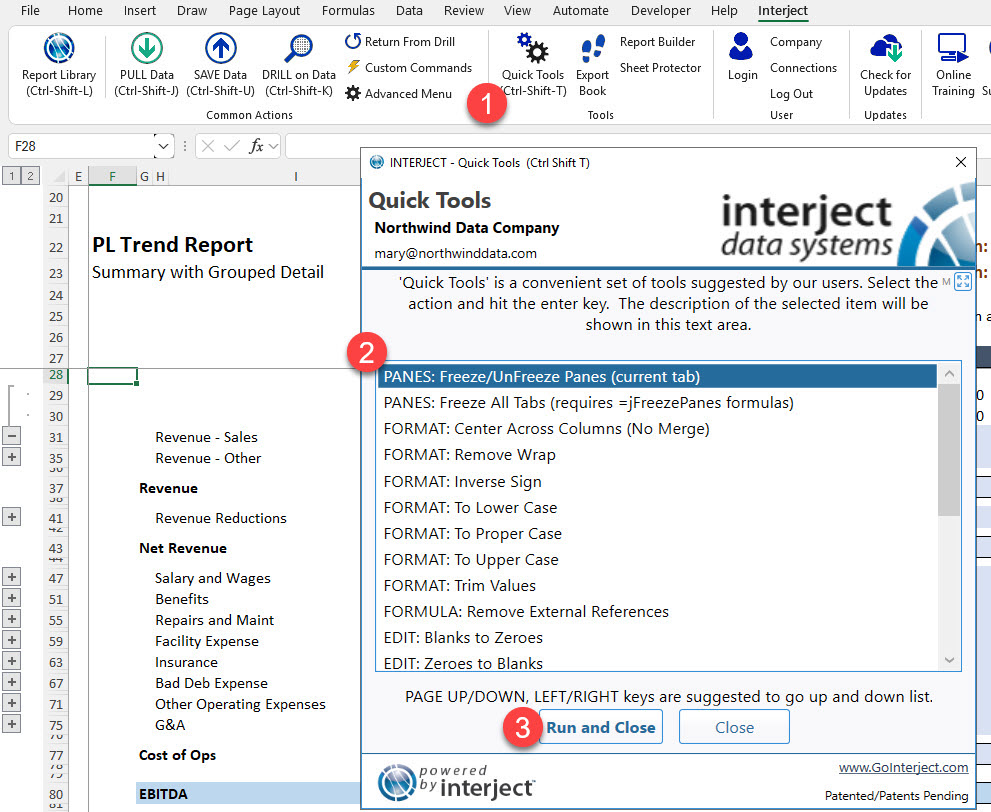 File Home Insert Draw Page Layout Formulas Data Review View Automate Developer Help Interject
Report Library
(Ctrl-Shift-L)
PULL Data
(Ctrl-Shift-J)
SAVE Data
(Ctrl-Shift-U)
DRILL on Data
(Ctrl-Shift-K)
Return From Drill
Custom Commands
Advanced Menu
Common Actions
1
Quick Tools
(Ctrl-Shift-T)
Export
Book
Report Builder
Sheet Protector
Tools
Login
Company
Connections
Log Out
User
Check for
Updates
Updates
Online
Training
F28
fx
1 2
E F G H I
20
21
22 PL Trend Report
23 Summary with Grouped Detail
24
25
26
27
28
29
30
31 Revenue - Sales
35 Revenue - Other
37 Revenue
41 Revenue Reductions
43 Net Revenue
47 Salary and Wages
51 Benefits
55 Repairs and Maint
59 Facility Expense
63 Insurance
67 Bad Deb Expense
71 Other Operating Expenses
75 G&A
77 Cost of Ops
80 EBITDA
INTERJECT - Quick Tools (Ctrl Shift T)
Quick Tools
Northwind Data Company
mary@northwinddata.com
interject
data systems
'Quick Tools' is a convenient set of tools suggested by our users. Select the
action and hit the enter key. The description of the selected item will be
shown in this text area.
M
2
PANES: Freeze/UnFreeze Panes (current tab)
PANES: Freeze All Tabs (requires =jFreezePanes formulas)
FORMAT: Center Across Columns (No Merge)
FORMAT: Remove Wrap
FORMAT: Inverse Sign
FORMAT: To Lower Case
FORMAT: To Proper Case
FORMAT: To Upper Case
FORMAT: Trim Values
FORMULA: Remove External References
EDIT: Blanks to Zeroes
EDIT: Zeroes to Blanks
PAGE UP/DOWN, LEFT/RIGHT keys are suggested to go up and down list.
3
Run and Close
Close
powered
by interject
www.GoInterject.com
Patented/Patents Pending